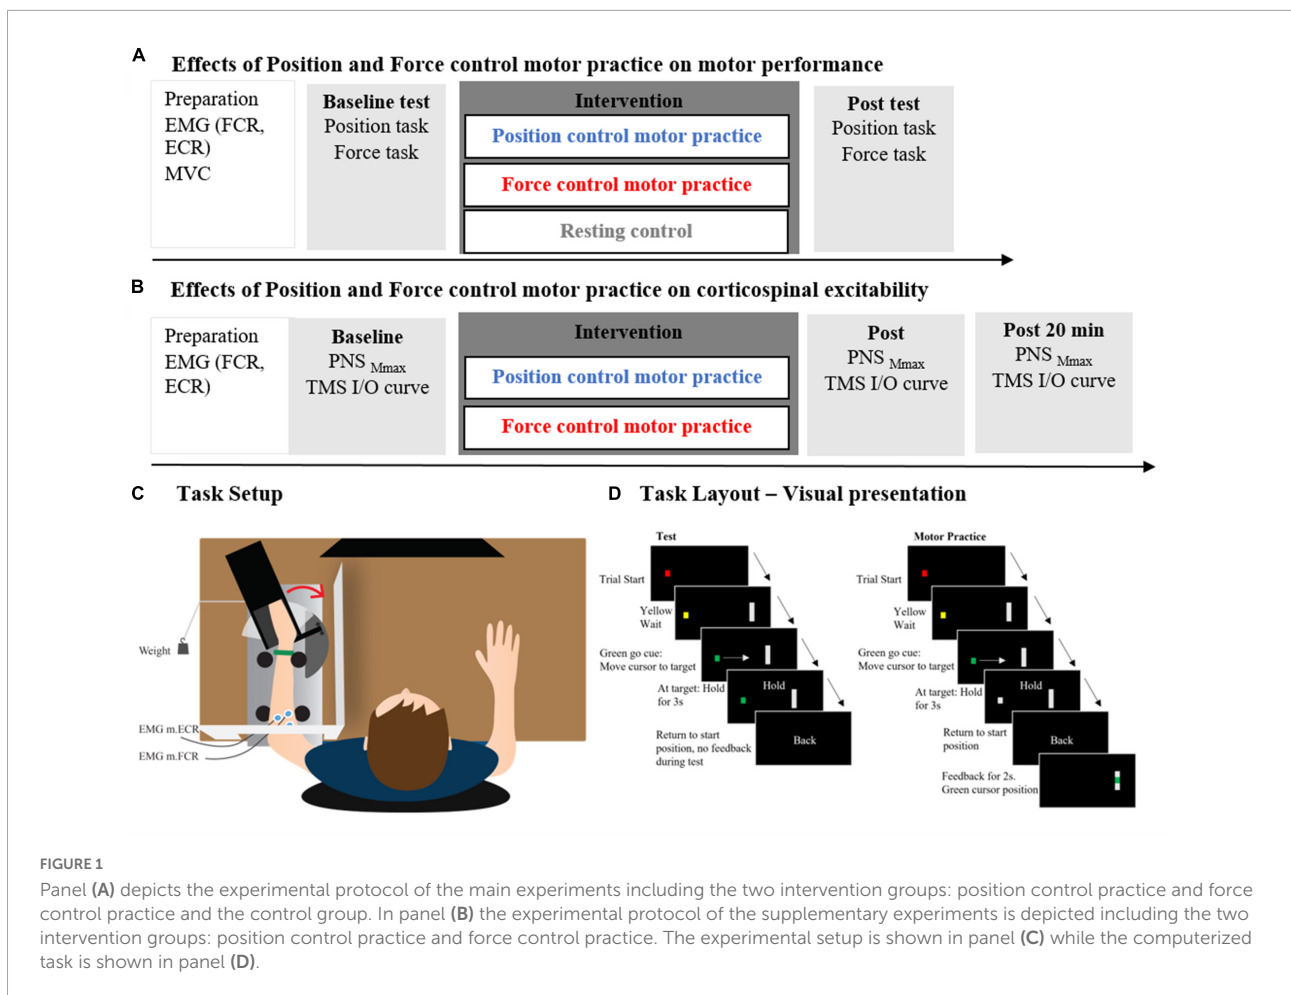 A
Effects of Position and Force control motor practice on motor performance
Preparation
EMG (FCR,
ECR)
MVC
Baseline test
Position task
Force task
Intervention
Position control motor practice
Force control motor practice
Resting control
Post test
Position task
Force task
B
Effects of Position and Force control motor practice on corticospinal excitability
Preparation
EMG (FCR,
ECR)
Baseline
PNS Mmax
TMS I/O curve
Intervention
Position control motor practice
Force control motor practice
Post
PNS Mmax
TMS I/O curve
Post 20 min
PNS Mmax
TMS I/O curve
C Task Setup
Weight
EMG m.ECR
EMG m.FCR
D Task Layout – Visual presentation
Test
Trial Start
Yellow
Wait
Green go cue:
Move cursor to target
At target: Hold
for 3s
Hold
Return to start
position, no feedback
during test
Back
Motor Practice
Trial Start
Yellow
Wait
Green go cue:
Move cursor to target
At target: Hold
for 3s
Hold
Return to start
position
Back
Feedback for 2s.
Green cursor position
FIGURE 1
Panel (A) depicts the experimental protocol of the main experiments including the two intervention groups: position control practice and force
control practice and the control group. In panel (B) the experimental protocol of the supplementary experiments is depicted including the two
intervention groups: position control practice and force control practice. The experimental setup is shown in panel (C) while the computerized
task is shown in panel (D).